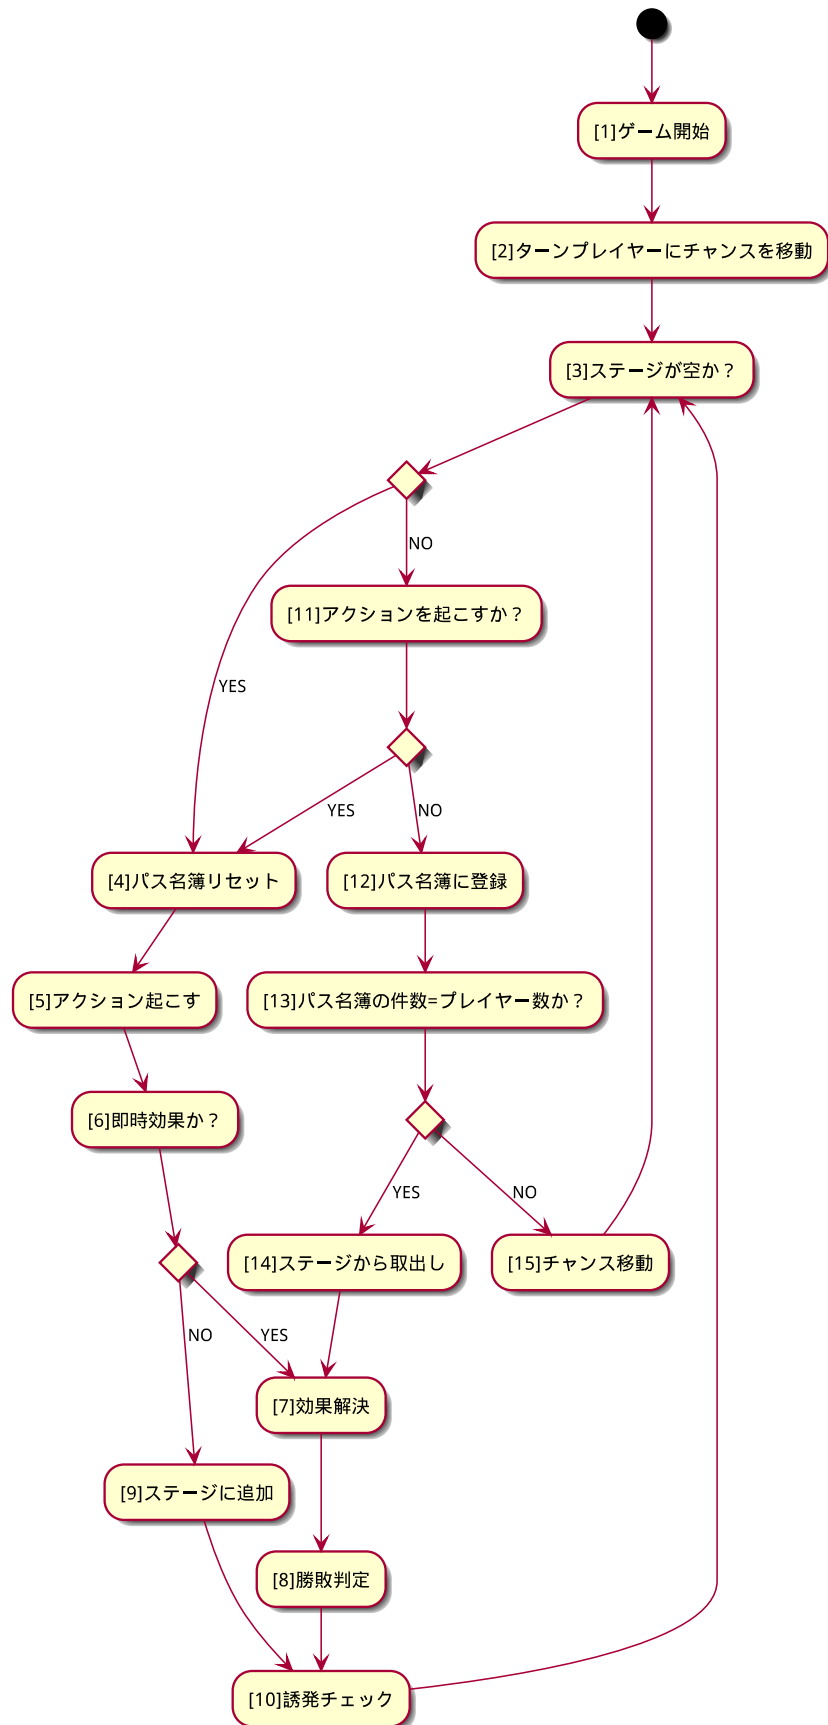 [1]ゲーム開始
[2]ターンプレイヤーにチャンスを移動
[3]ステージが空か？
NO
[11]アクションを起こすか？
YES
YES
NO
[4]パス名簿リセット
[12]パス名簿に登録
[5]アクション起こす
[13]パス名簿の件数=プレイヤー数か？
[6]即時効果か？
YES
NO
[14]ステージから取出し
[15]チャンス移動
NO
YES
[7]効果解決
[9]ステージに追加
[8]勝敗判定
[10]誘発チェック